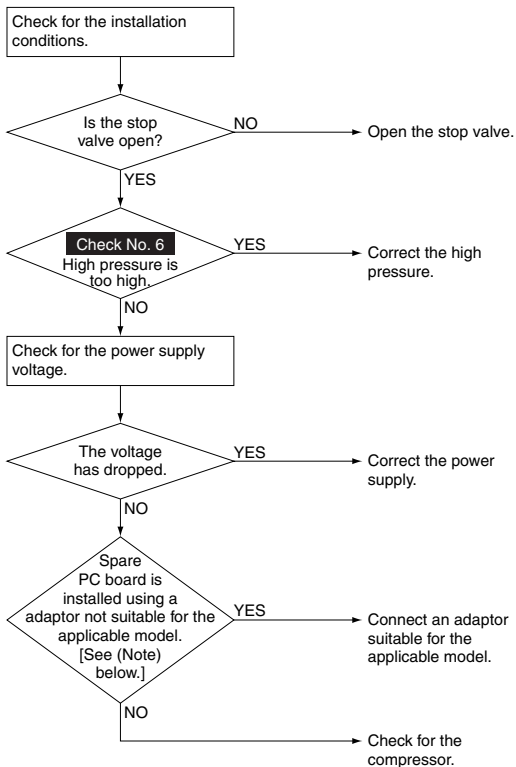 Check for the installation
conditions.
Is the stop
valve open?
NO
Open the stop valve.
YES
Check No. 6
High pressure is
too high.
YES
Correct the high
pressure.
NO
Check for the power supply
voltage.
The voltage
has dropped.
YES
Correct the power
supply.
NO
Spare
PC board is
installed using a
adaptor not suitable for the
applicable model.
[See (Note)
below.]
YES
Connect an adaptor
suitable for the
applicable model.
NO
Check for the
compressor.